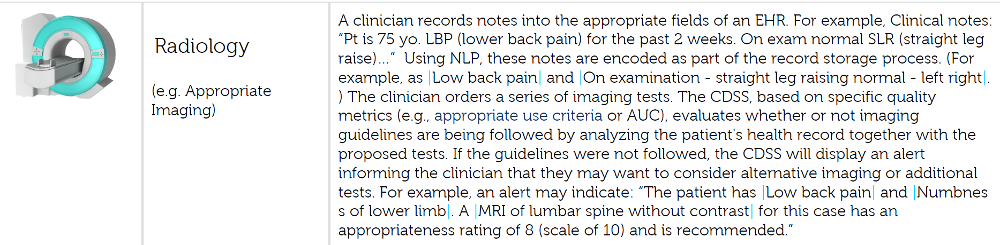 Radiology
(e.g. Appropriate
Imaging)
A clinician records notes into the appropriate fields of an EHR. For example, Clinical notes:
“Pt is 75 yo. LBP (lower back pain) for the past 2 weeks. On exam normal SLR (straight leg
raise)...”  Using NLP, these notes are encoded as part of the record storage process. (For
example, as |Low back pain| and |On examination - straight leg raising normal - left right|.
) The clinician orders a series of imaging tests. The CDSS, based on specific quality
metrics (e.g., appropriate use criteria or AUC), evaluates whether or not imaging
guidelines are being followed by analyzing the patient's health record together with the
proposed tests. If the guidelines were not followed, the CDSS will display an alert
informing the clinician that they may want to consider alternative imaging or additional
tests. For example, an alert may indicate: “The patient has |Low back pain| and |Numbnes
s of lower limb|. A |MRI of lumbar spine without contrast| for this case has an
appropriateness rating of 8 (scale of 10) and is recommended.”